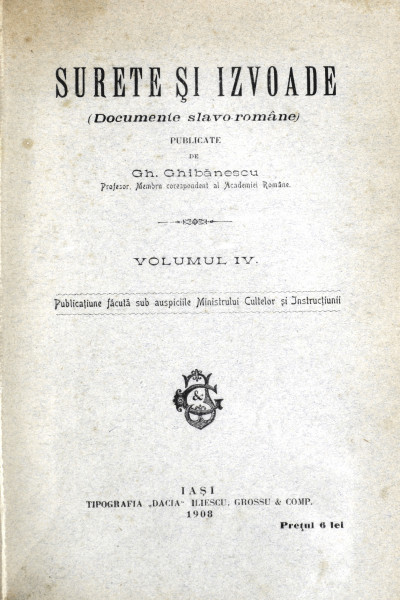 SURETE ŞI IZVOADE
(Documente slavo-române)
PUBLICATE
DE
Gh. Ghibănescu
Profesor, Membru corespondent al Academiei Române.
VOLUMUL IV.
Publicaţiune făcută sub auspiciile Ministrului Cultelor şi Instrucţiunii
G & 
IAŞI
TIPOGRAFIA „DACIA" ILIESCU, GROSSU & COMP.
1908
Preţul 6 lei